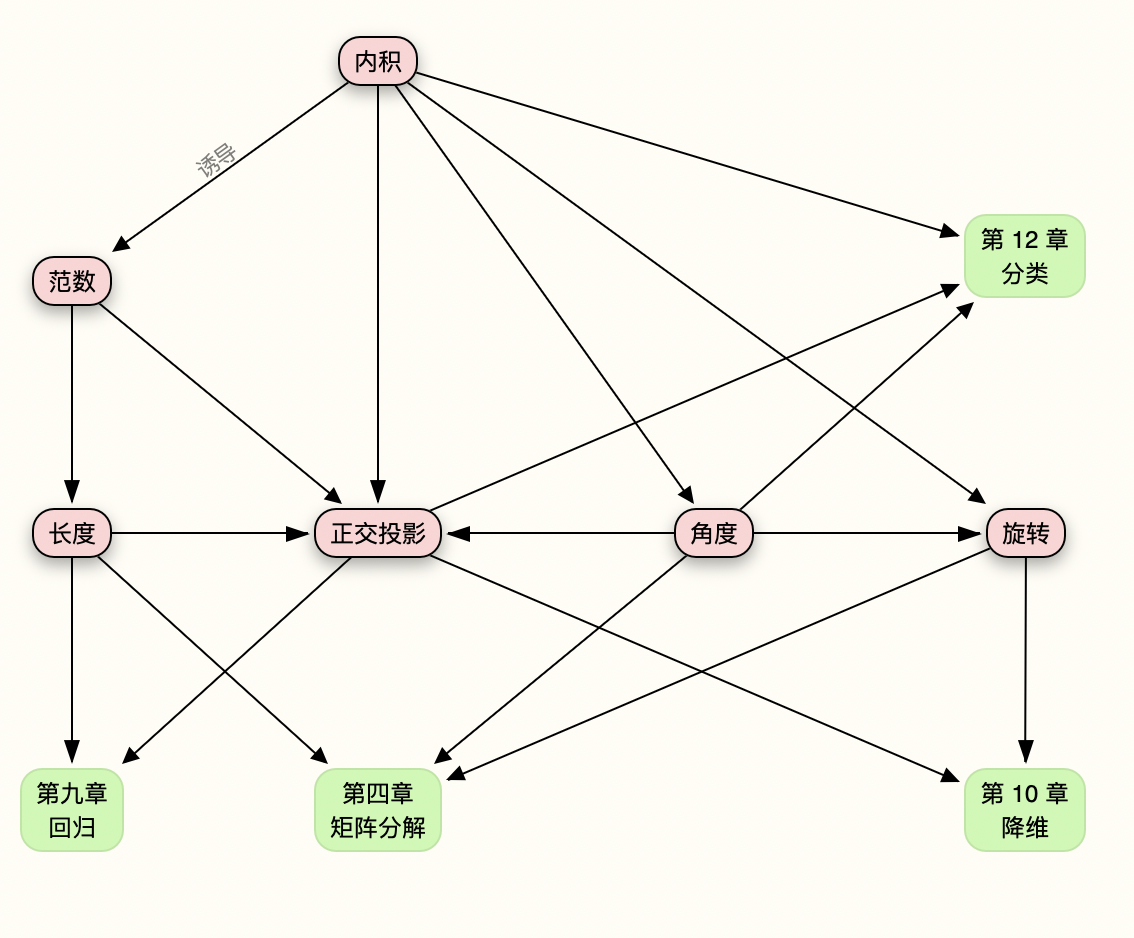 内积
诱导
第 12 章
分类
范数
长度
正交投影
角度
旋转
第九章
回归
第四章
矩阵分解
第 10 章
降维